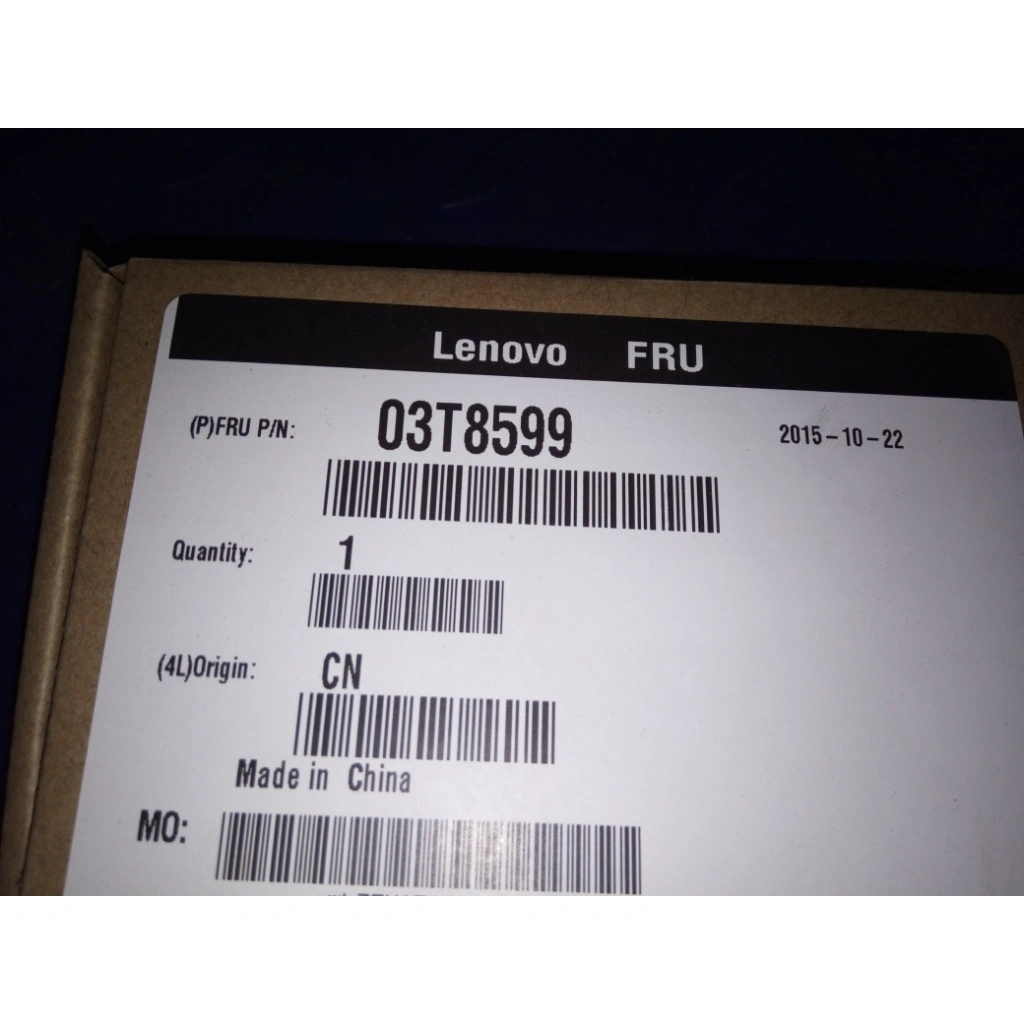 Lenovo FRU
(P)FRU P/N: 03T8599 2015-10-22
Quantity: 1
(4L)Origin: CN
Made in China
MO: